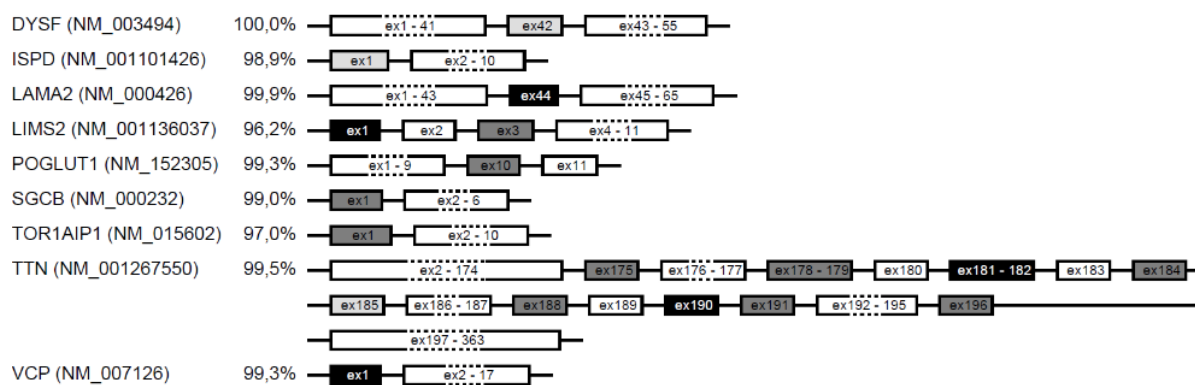 DYSF (NM_003494) 100,0% ex1 - 41 ex42 ex43 - 55
ISPD (NM_001101426) 98,9% ex1 ex2 - 10
LAMA2 (NM_000426) 99,9% ex1 - 43 ex44 ex45 - 65
LIMS2 (NM_001136037) 96,2% ex1 ex2 ex3 ex4 - 11
POGLUT1 (NM_152305) 99,3% ex1 - 9 ex10 ex11
SGCB (NM_000232) 99,0% ex1 ex2 - 6
TOR1AIP1 (NM_015602) 97,0% ex1 ex2 - 10
TTN (NM_001267550) 99,5% ex2 - 174 ex175 ex176 - 177 ex178 - 179 ex180 ex181 - 182 ex183 ex184
ex185 ex186 - 187 ex188 ex189 ex190 ex191 ex192 - 195 ex196
ex197 - 363
VCP (NM_007126) 99,3% ex1 ex2 - 17